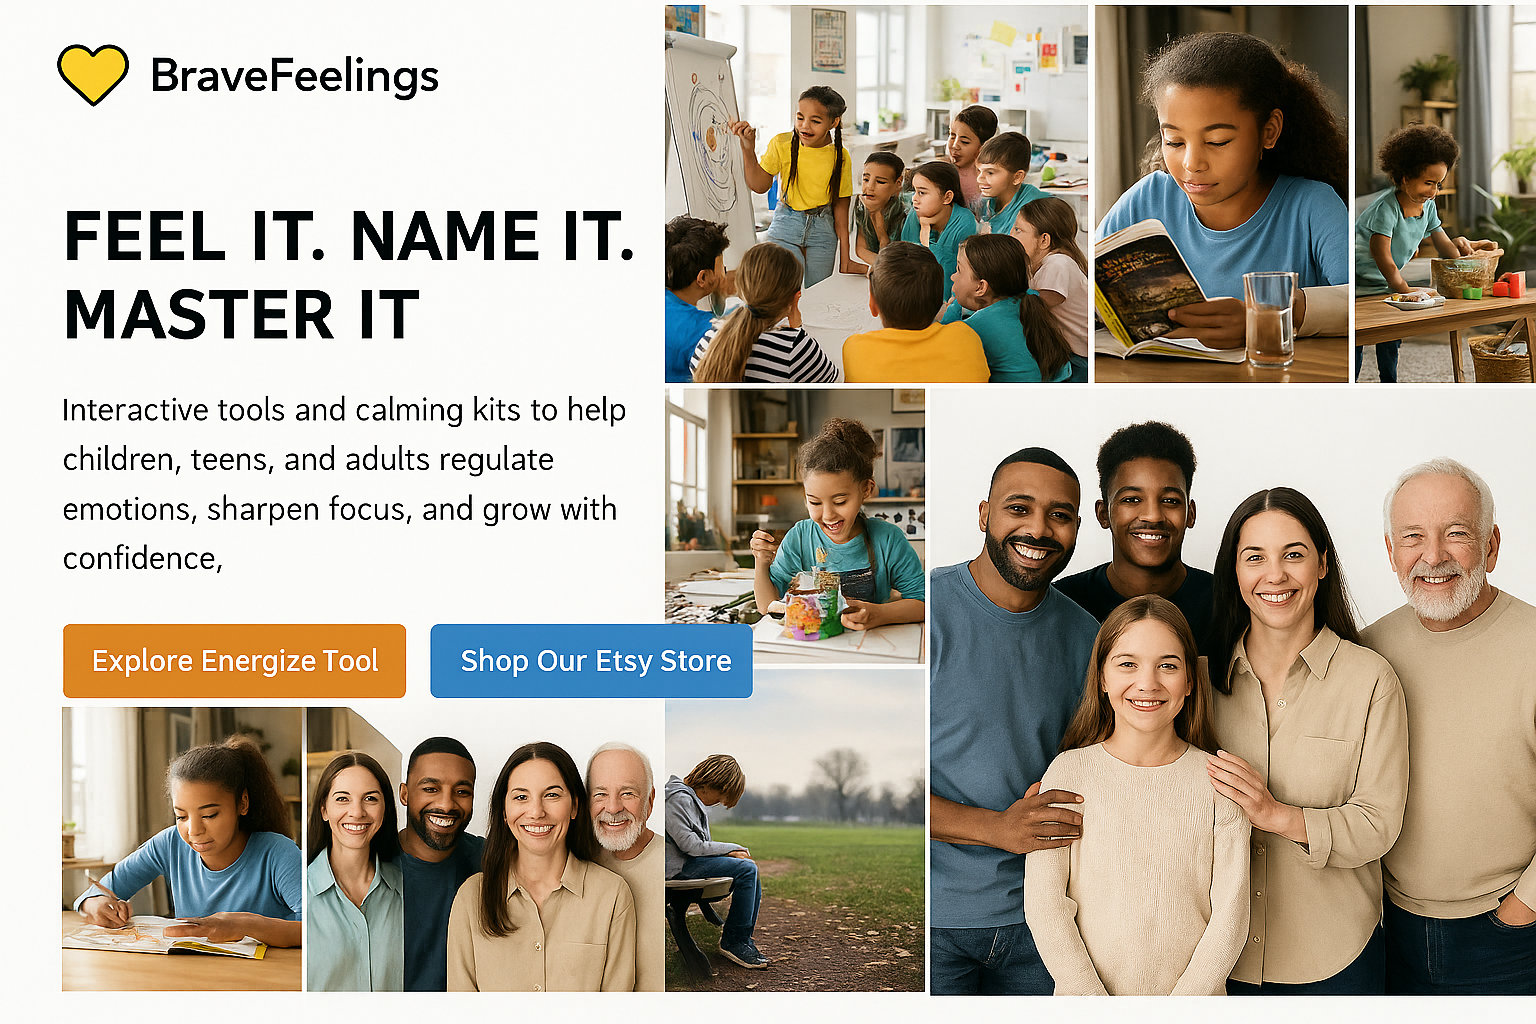 BraveFeelings
FEEL IT. NAME IT.
MASTER IT
Interactive tools and calming kits to help
children, teens, and adults regulate
emotions, sharpen focus, and grow with
confidence,
Explore Energize Tool
Shop Our Etsy Store